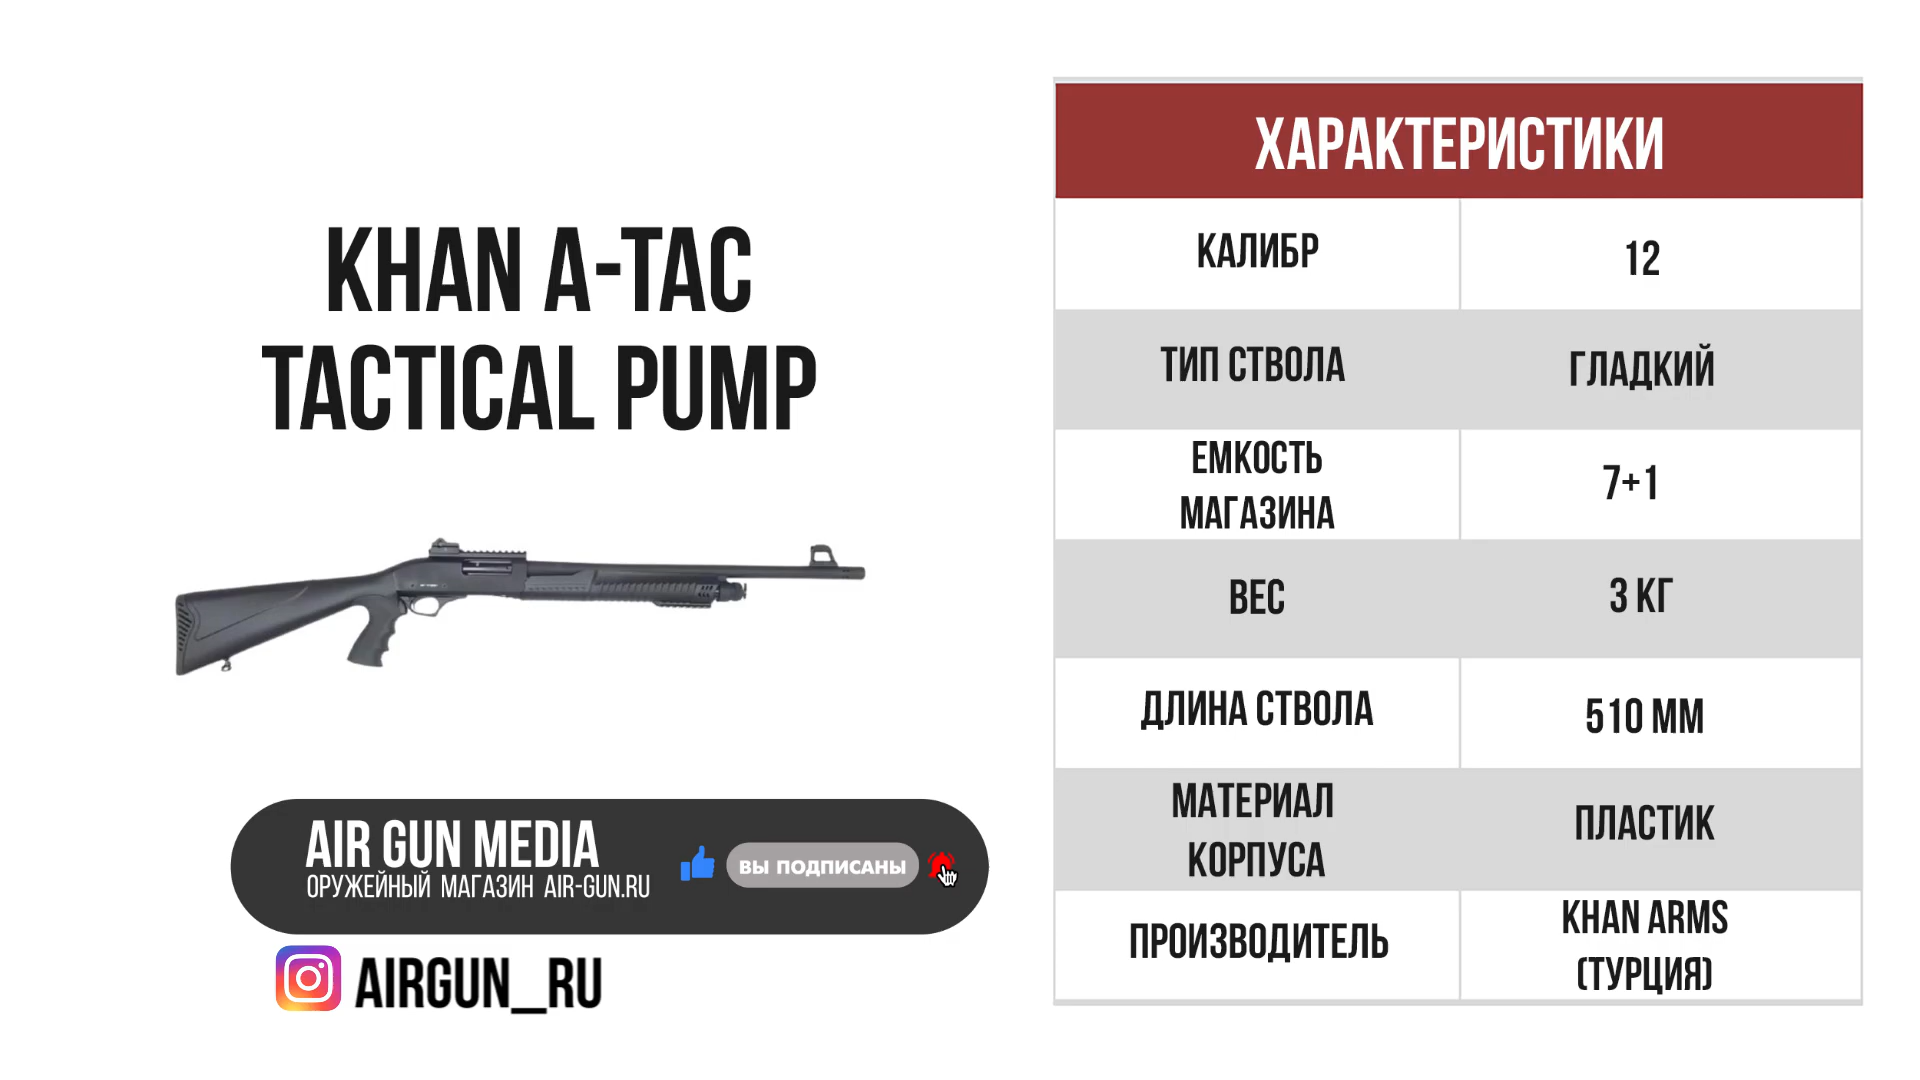 KHAN A-TAC
TACTICAL PUMP
AIR GUN MEDIA
ОРУЖЕЙНЫЙ МАГАЗИН AIR-GUN.RU
ВЫ ПОДПИСАНЫ
AIRGUN_RU
ХАРАКТЕРИСТИКИ
КАЛИБР
12
ТИП СТВОЛА
ГЛАДКИЙ
ЕМКОСТЬ
МАГАЗИНА
7+1
ВЕС
3 КГ
ДЛИНА СТВОЛА
510 ММ
МАТЕРИАЛ
КОРПУСА
ПЛАСТИК
ПРОИЗВОДИТЕЛЬ
KHAN ARMS
(ТУРЦИЯ)